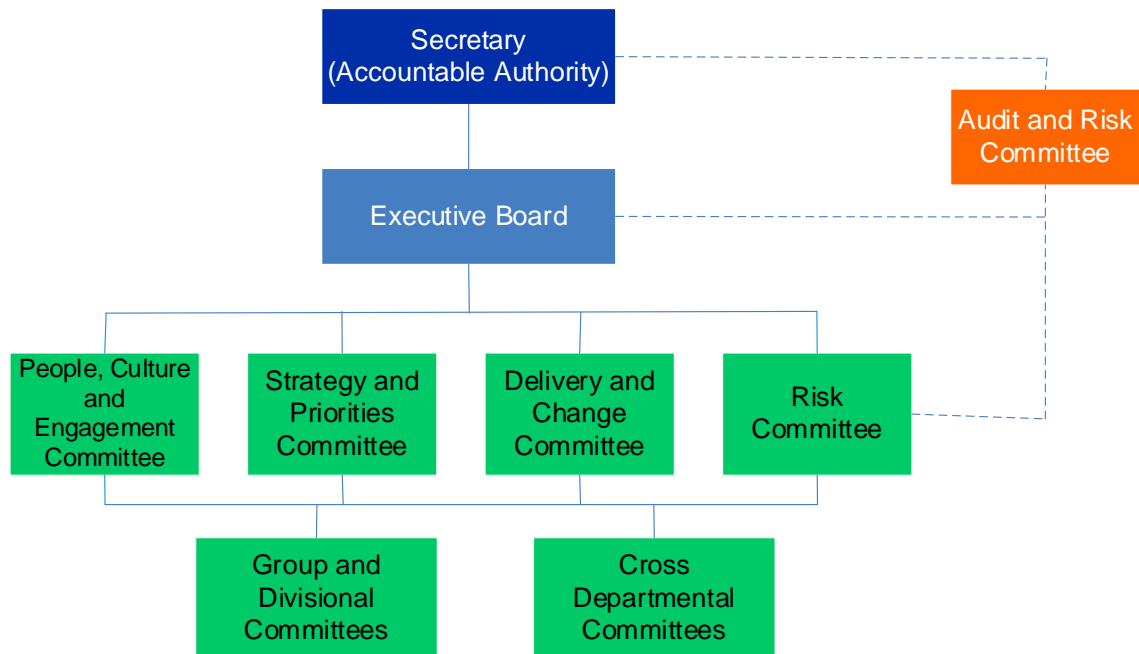 Secretary
(Accountable Authority)
Audit and Risk
Committee
Executive Board
People, Culture
and
Engagement
Committee
Strategy and
Priorities
Committee
Delivery and
Change
Committee
Risk
Committee
Group and
Divisional
Committees
Cross
Departmental
Committees